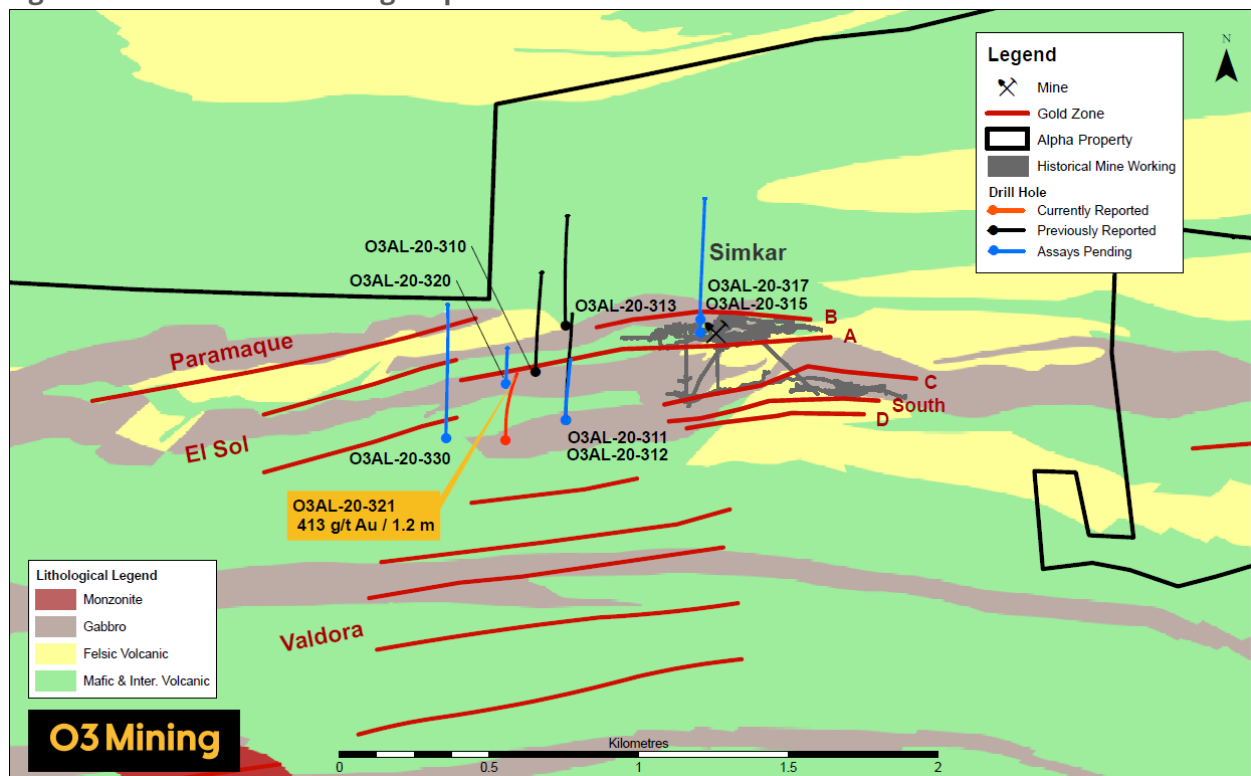 N
Legend
Mine
Gold Zone
Alpha Property
Historical Mine Working
Drill Hole
Currently Reported
Previously Reported
Assays Pending
O3AL-20-310
O3AL-20-320
O3AL-20-313
Simkar
O3AL-20-317
O3AL-20-315
B
A
C
South
D
Paramaque
El Sol
O3AL-20-330
O3AL-20-311
O3AL-20-312
O3AL-20-321
413 g/t Au / 1.2 m
Valdora
Lithological Legend
Monzonite
Gabbro
Felsic Volcanic
Mafic & Inter. Volcanic
O3 Mining
Kilometres
0 0.5 1 1.5 2